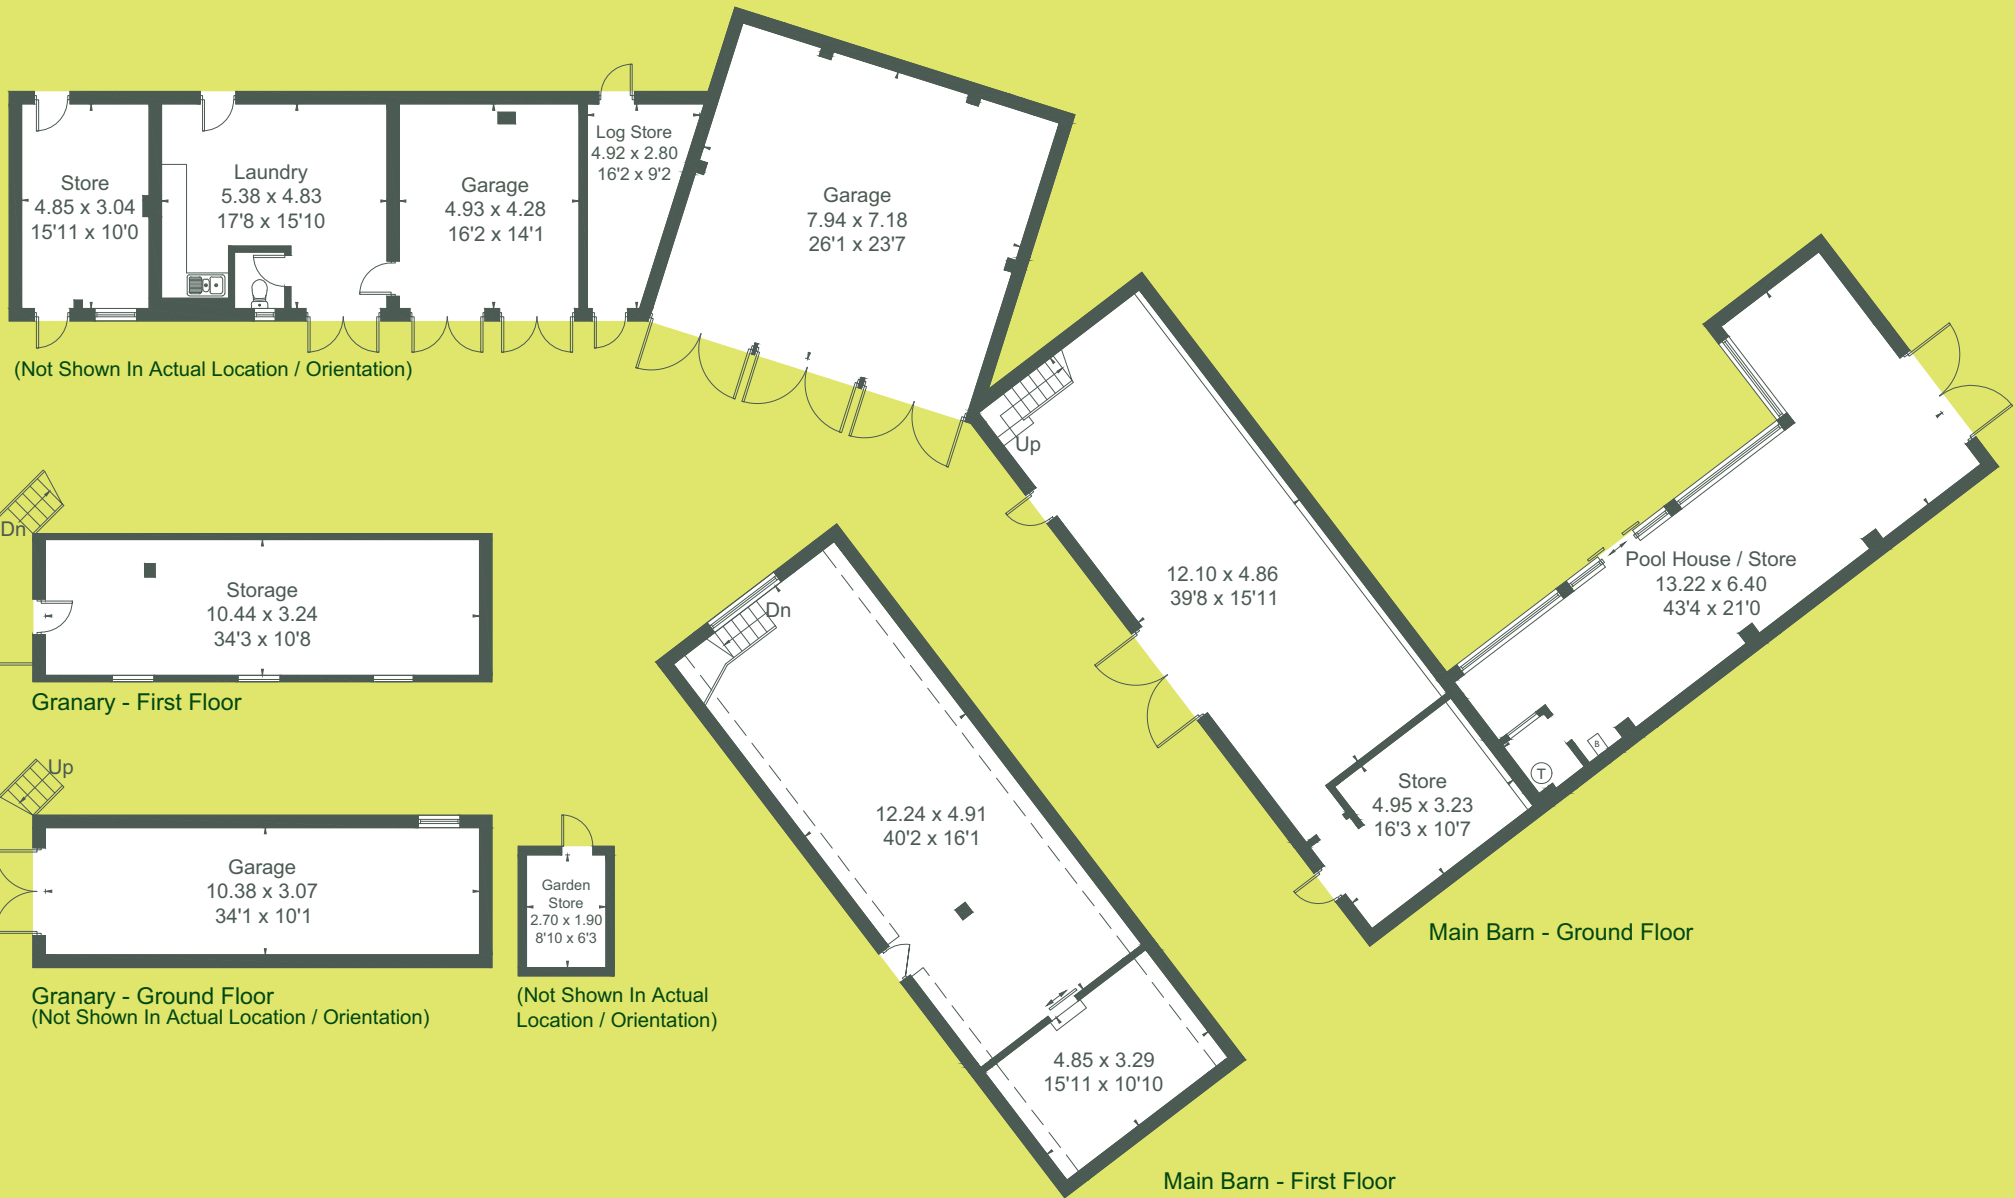 Store
4.85 x 3.04
15'11 x 10'0
Laundry
5.38 x 4.83
17'8 x 15'10
Garage
4.93 x 4.28
16'2 x 14'1
Log Store
4.92 x 2.80
16'2 x 9'2
Garage
7.94 x 7.18
26'1 x 23'7
(Not Shown In Actual Location / Orientation)
Dn
Storage
10.44 x 3.24
34'3 x 10'8
Granary - First Floor
Up
Garage
10.38 x 3.07
34'1 x 10'1
Granary - Ground Floor
(Not Shown In Actual Location / Orientation)
Garden
Store
2.70 x 1.90
8'10 x 6'3
(Not Shown In Actual
Location / Orientation)
Dn
12.24 x 4.91
40'2 x 16'1
4.85 x 3.29
15'11 x 10'10
Main Barn - First Floor
Up
12.10 x 4.86
39'8 x 15'11
Store
4.95 x 3.23
16'3 x 10'7
Pool House / Store
13.22 x 6.40
43'4 x 21'0
B
T
Main Barn - Ground Floor